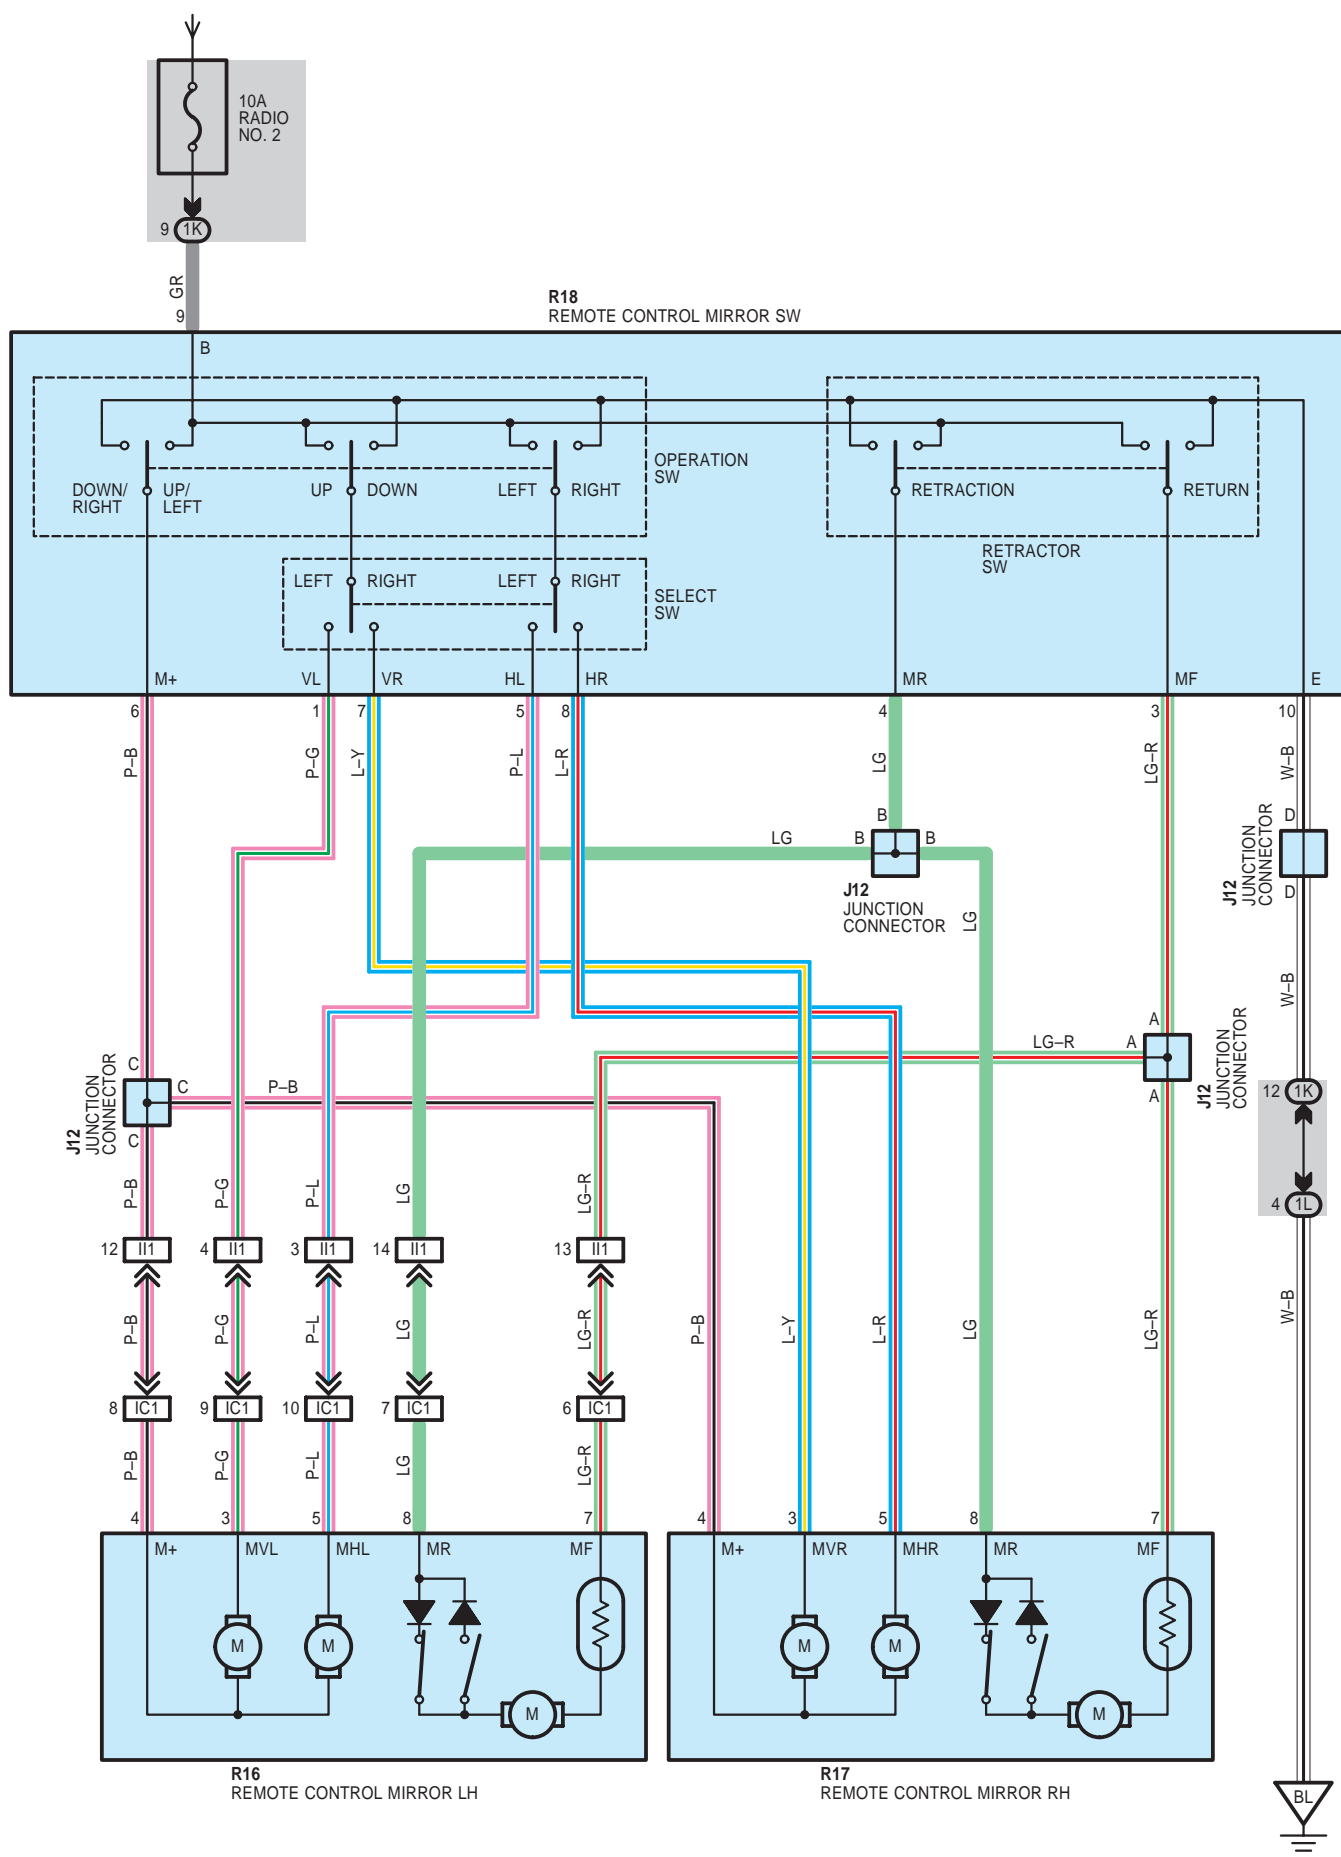 10A
RADIO
NO. 2
9 1K
GR
9
R18
REMOTE CONTROL MIRROR SW
B
OPERATION
SW
DOWN/
RIGHT
UP/
LEFT
UP
DOWN
LEFT
RIGHT
RETRACTION
RETURN
RETRACTOR
SW
LEFT
RIGHT
LEFT
RIGHT
SELECT
SW
M+
VL
VR
HL
HR
MR
MF
E
6
1
7
5
8
4
3
10
P–B
P–G
L–Y
P–L
L–R
LG
LG–R
W–B
B
D
LG
B
B
J12
JUNCTION
CONNECTOR
J12
JUNCTION
CONNECTOR
D
LG
W–B
A
LG–R
A
J12
JUNCTION
CONNECTOR
A
C
C
P–B
J12
JUNCTION
CONNECTOR
C
12 1K
4 1L
P–B
P–G
P–L
LG
LG–R
12 II1
4 II1
3 II1
14 II1
13 II1
P–B
P–G
P–L
LG
LG–R
P–B
L–Y
L–R
LG
LG–R
W–B
8 IC1
9 IC1
10 IC1
7 IC1
6 IC1
P–B
P–G
P–L
LG
LG–R
4
3
5
8
7
4
3
5
8
7
M+
MVL
MHL
MR
MF
M+
MVR
MHR
MR
MF
M
M
M
M
M
M
R16
REMOTE CONTROL MIRROR LH
R17
REMOTE CONTROL MIRROR RH
BL